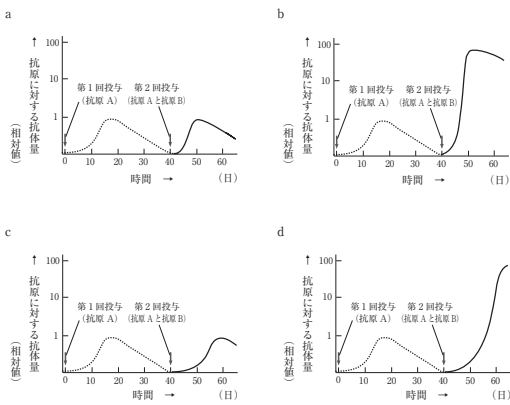 a
抗原に対する抗体量 →
（相対値）
100
10
1
第１回投与
（抗原 A）
第２回投与
（抗原 A と抗原 B）
0 10 20 30 40 50 60
時間 → （日）
b
抗原に対する抗体量 →
（相対値）
100
10
1
第１回投与
（抗原 A）
第２回投与
（抗原 A と抗原 B）
0 10 20 30 40 50 60
時間 → （日）
c
抗原に対する抗体量 →
（相対値）
100
10
1
第１回投与
（抗原 A）
第２回投与
（抗原 A と抗原 B）
0 10 20 30 40 50 60
時間 → （日）
d
抗原に対する抗体量 →
（相対値）
100
10
1
第１回投与
（抗原 A）
第２回投与
（抗原 A と抗原 B）
0 10 20 30 40 50 60
時間 → （日）